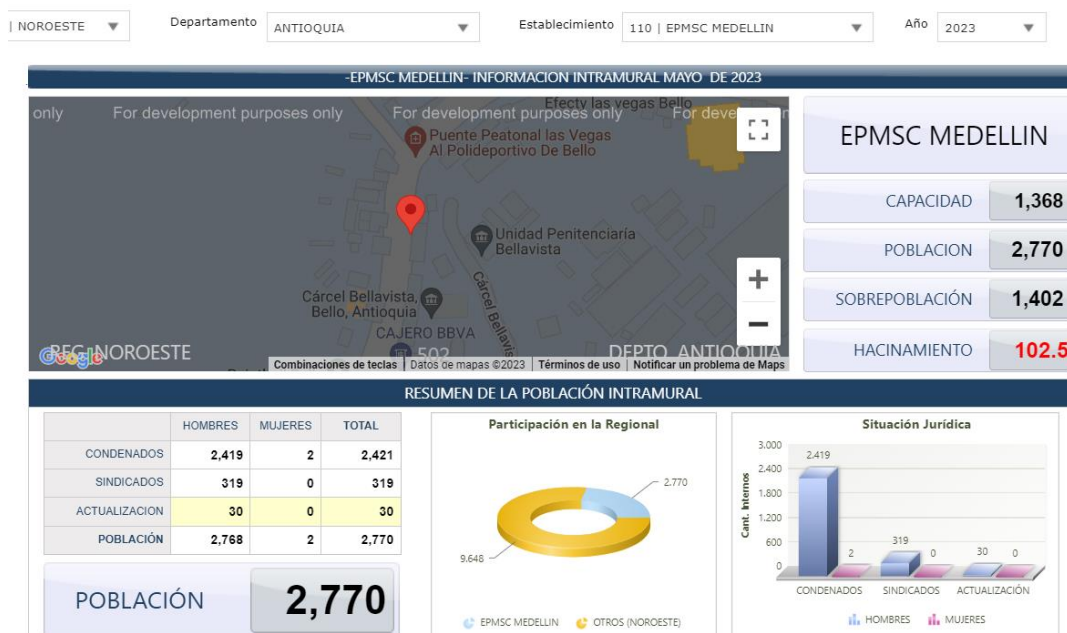 | NOROESTE
Departamento
ANTIOQUIA
Establecimiento
110 | EPMSC MEDELLIN
Año
2023
-EPMSC MEDELLIN- INFORMACION INTRAMURAL MAYO DE 2023
only
For development purposes only
For development purposes only
For deve
Efecty las vegas Bello
Puente Peatonal las Vegas
Al Polideportivo De Bello
Unidad Penitenciaría
Bellavista
Cárcel Bellavista,
Bello, Antioquia
Cárcel Bellavis
CAJERO BBVA
502
REG NOROESTE
DEPTO ANTIOQUIA
Google
Combinaciones de teclas
Datos de mapas ©2023
Términos de uso
Notificar un problema de Maps
EPMSC MEDELLIN
CAPACIDAD 1,368
POBLACION 2,770
SOBREPOBLACIÓN 1,402
HACINAMIENTO 102.5
RESUMEN DE LA POBLACIÓN INTRAMURAL
HOMBRES MUJERES TOTAL
CONDENADOS 2,419 2 2,421
SINDICADOS 319 0 319
ACTUALIZACION 30 0 30
POBLACIÓN 2,768 2 2,770
POBLACIÓN 2,770
Participación en la Regional
2.770
9.648
EPMSC MEDELLIN OTROS (NOROESTE)
Situación Jurídica
Cant. Internos
3.000
2.400
1.800
1.200
600
0
2.419
2
319
0
30
0
CONDENADOS SINDICADOS ACTUALIZACIÓN
HOMBRES MUJERES